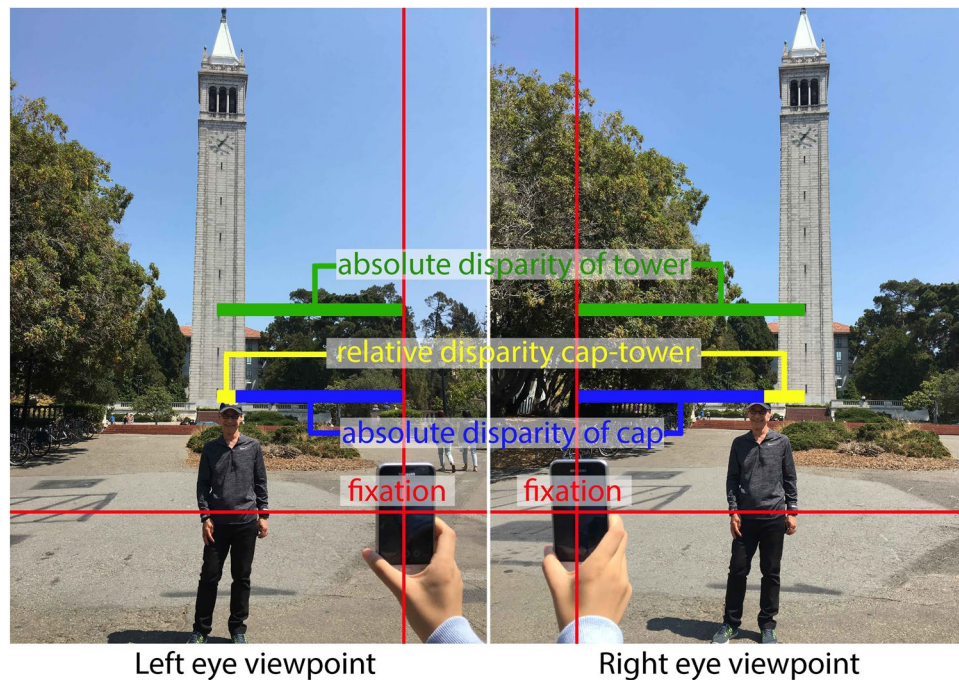 absolute disparity of tower
relative disparity cap-tower
absolute disparity of cap
fixation
fixation
Left eye viewpoint
Right eye viewpoint